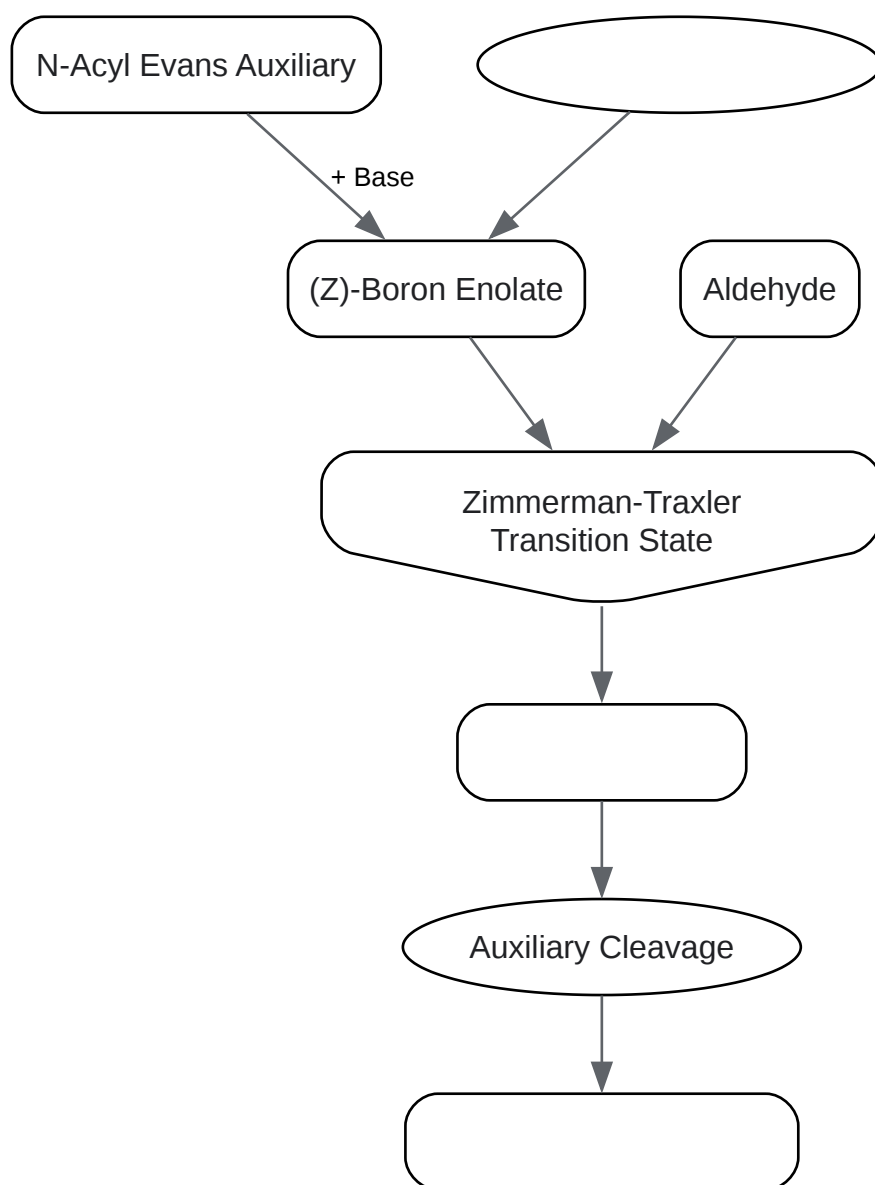 N-Acyl Evans Auxiliary
+ Base
(Z)-Boron Enolate
Aldehyde
Zimmerman-Traxler
Transition State
Auxiliary Cleavage